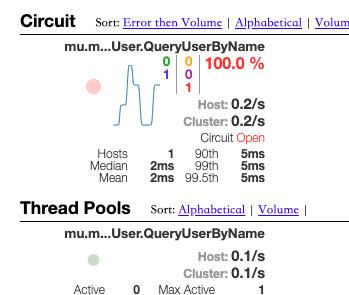 Circuit Sort: Error then Volume | Alphabetical | Volum
mu.m...User.QueryUserByName
0 0 100.0 %
1 0
1
Host: 0.2/s
Cluster: 0.2/s
Circuit Open
Hosts 1 90th 5ms
Median 2ms 99th 5ms
Mean 2ms 99.5th 5ms
Thread Pools Sort: Alphabetical | Volume |
mu.m...User.QueryUserByName
Host: 0.1/s
Cluster: 0.1/s
Active 0 Max Active 1